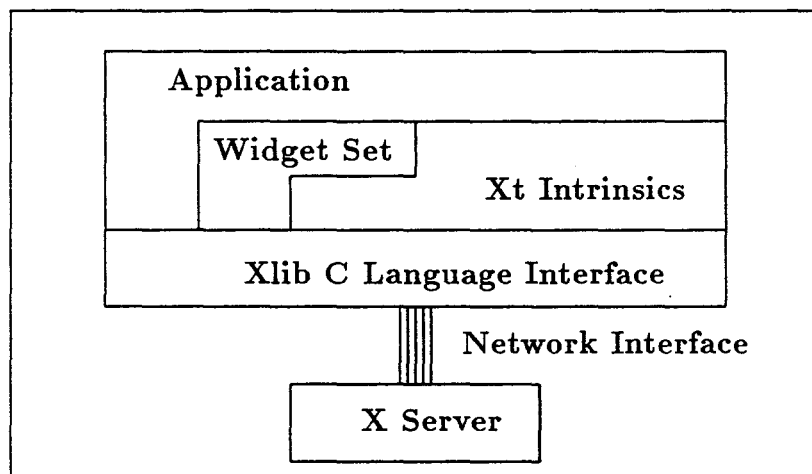 Application
Widget Set
Xt Intrinsics
Xlib C Language Interface
Network Interface
X Server